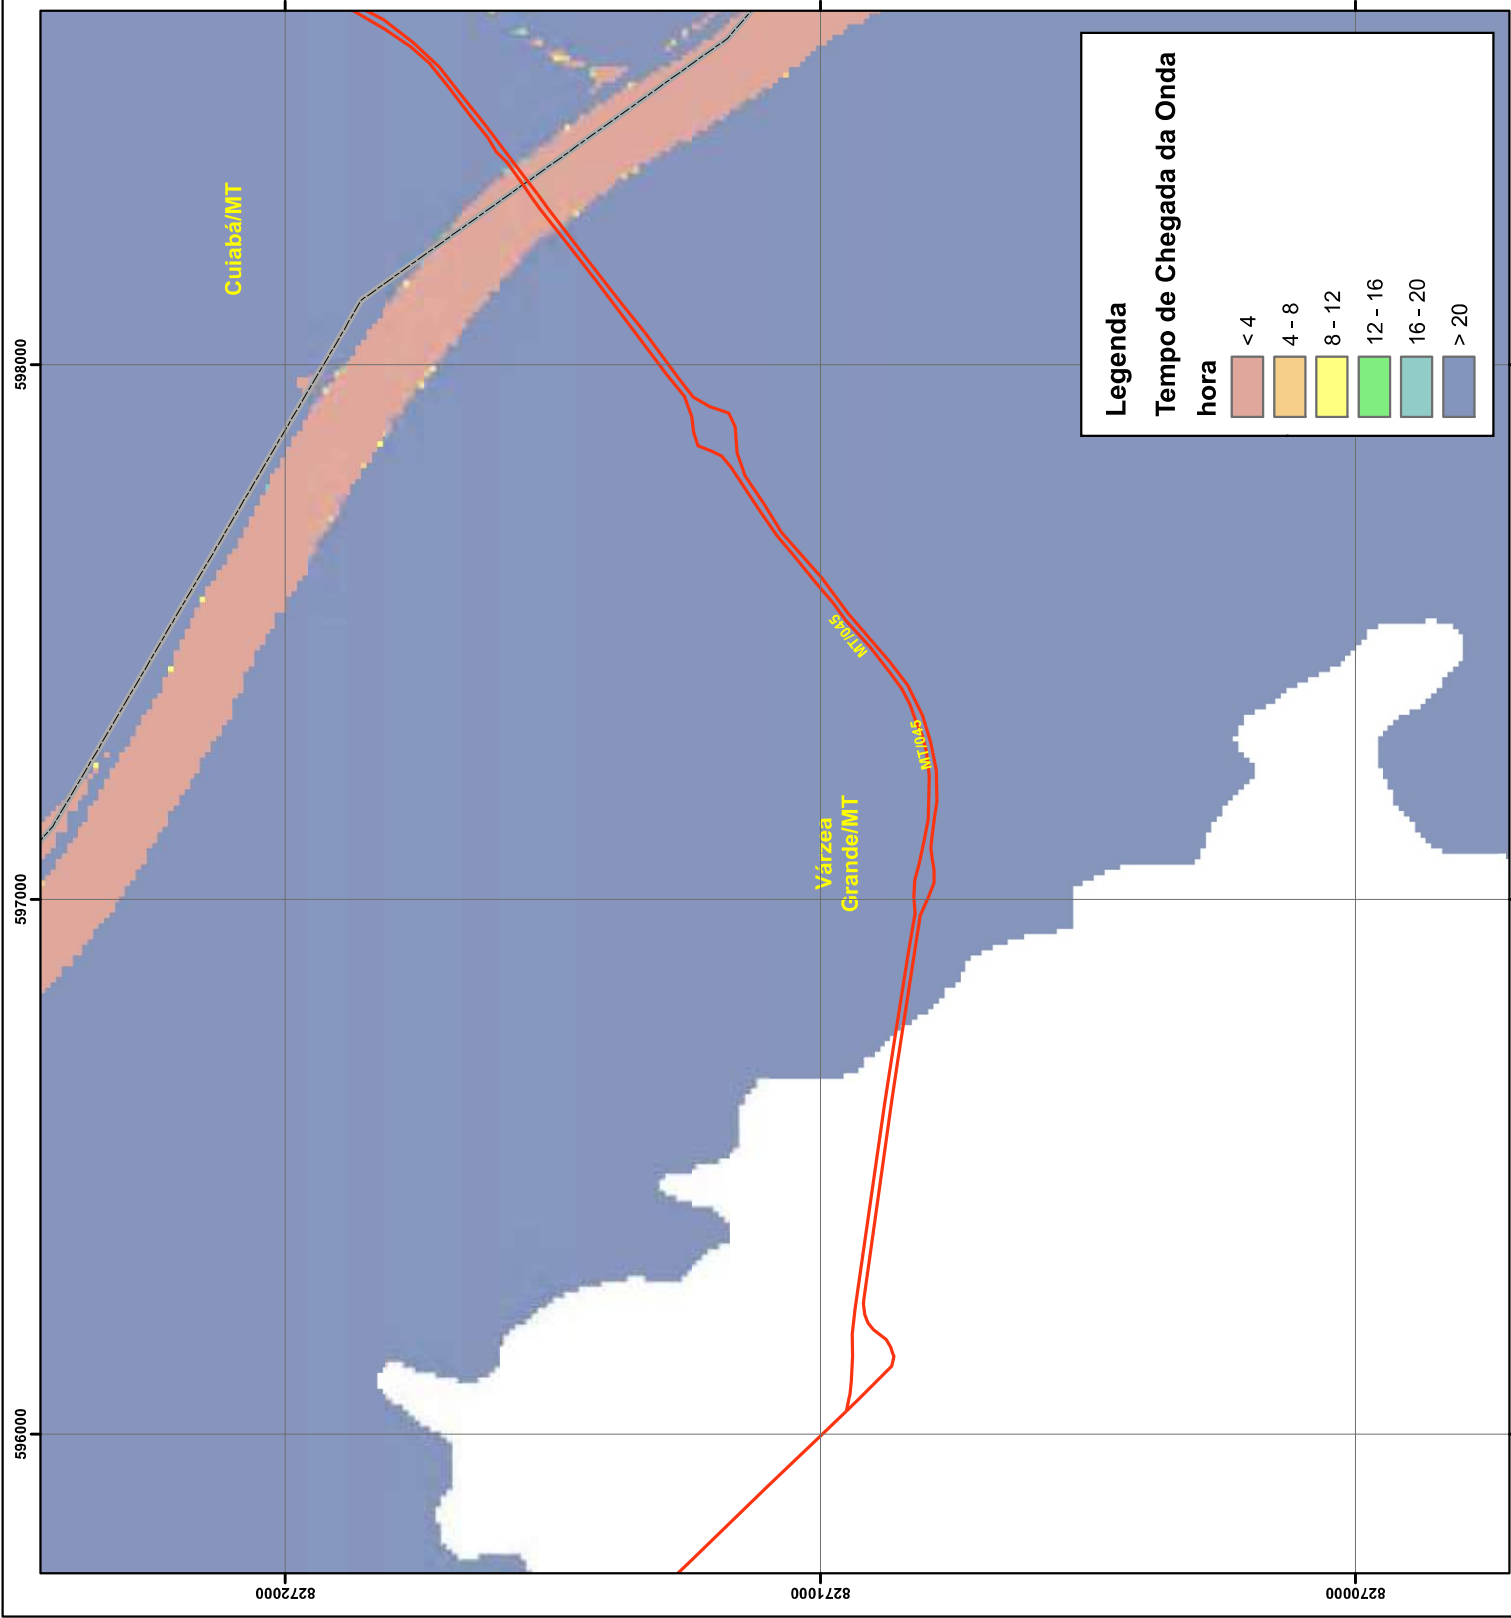 598000
597000
596000
8272000
8271000
8270000
Cuiabá/MT
MT/045
MT/045
Várzea
Grande/MT
Legenda
Tempo de Chegada da Onda
hora
< 4
4 - 8
8 - 12
12 - 16
16 - 20
> 20